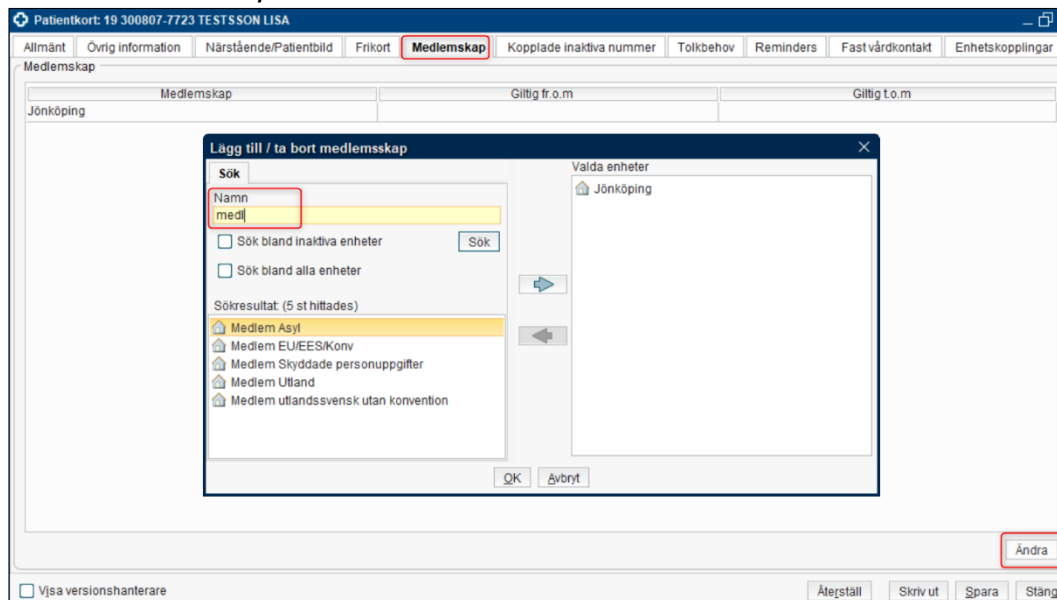 Patientkort: 19 300807-7723 TESTSSON LISA
Allmänt Övrig information Närstående/Patientbild Frikort Medlemskap Kopplade inaktiva nummer Tolkbehov Reminders Fast vårdkontakt Enhetskopplingar
Medlemskap
Medlemskap Giltig fr.o.m Giltig t.o.m
Jönköping
Lägg till / ta bort medlemsskap
Sök
Namn
medl
Sök bland inaktiva enheter Sök
Sök bland alla enheter
Sökresultat: (5 st hittades)
Medlem Asyl
Medlem EU/EES/Konv
Medlem Skyddade personuppgifter
Medlem Utland
Medlem utlandssvensk utan konvention
Valda enheter
Jönköping
OK Avbryt
Ändra
Visa versionshanterare Återställ Skriv ut Spara Stäng